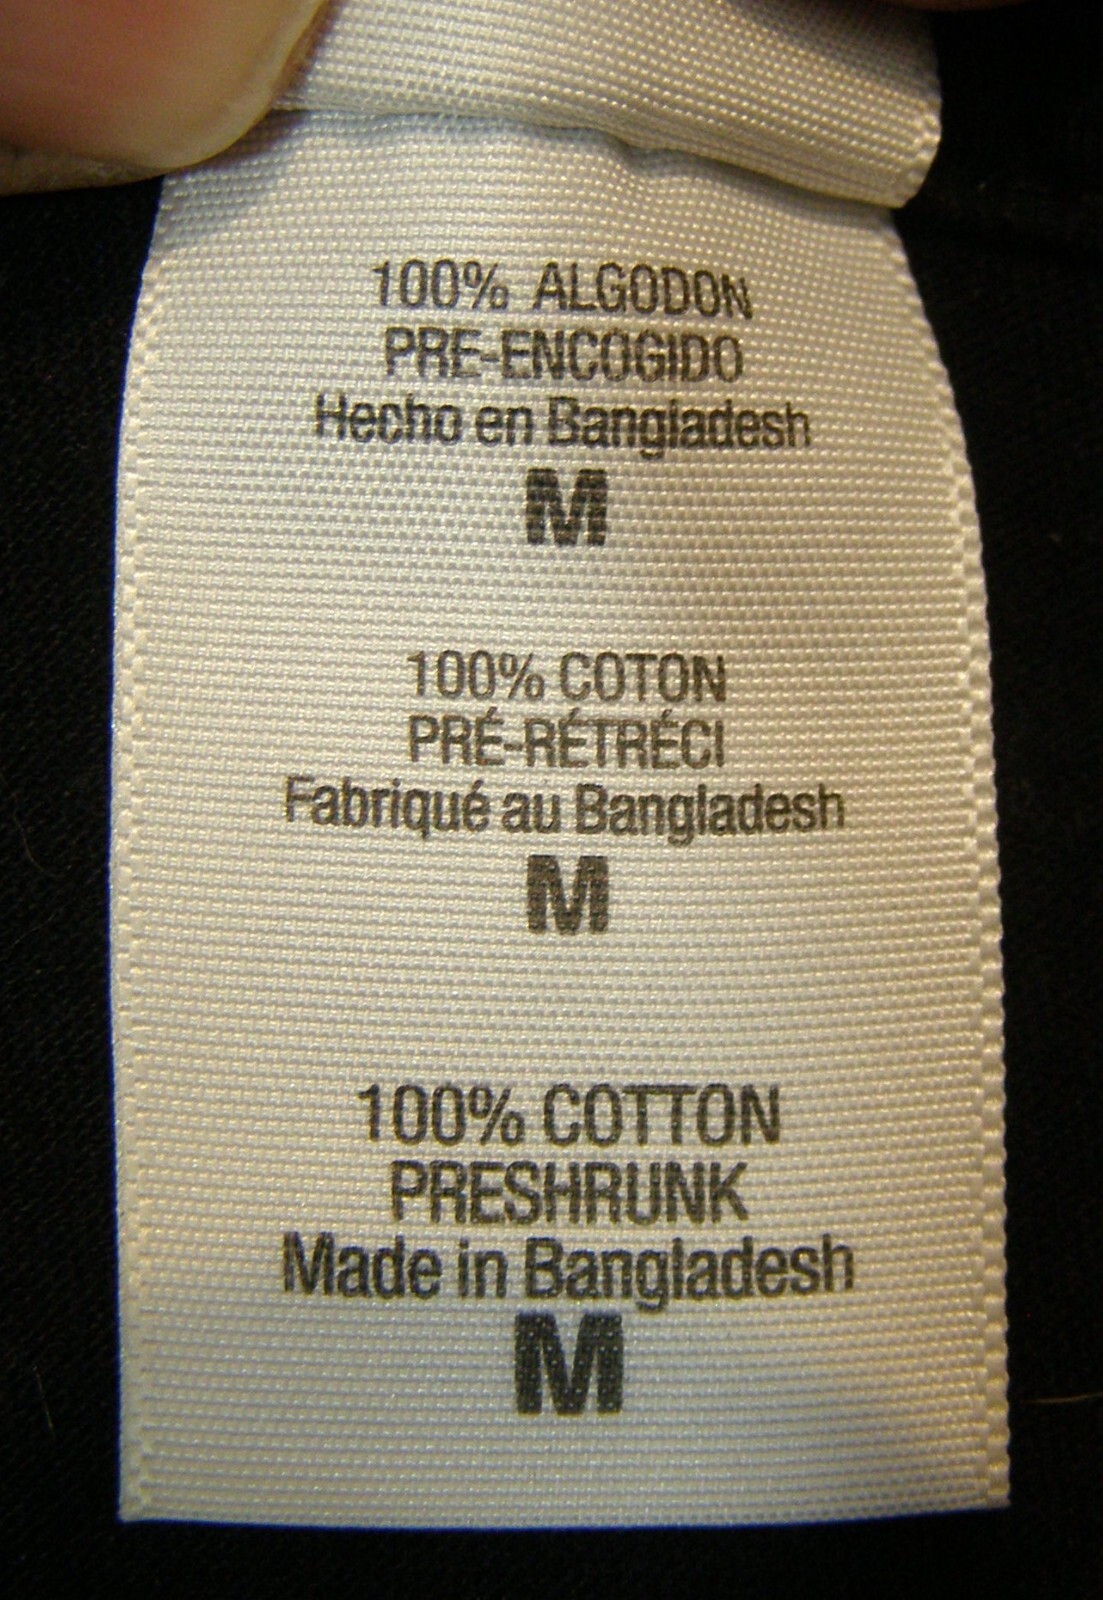 100% ALGODON
PRE-ENCOGIDO
Hecho en Bangladesh
M
100% COTON
PRÉ-RÉTRÉCI
Fabriqué au Bangladesh
M
100% COTTON
PRESHRUNK
Made in Bangladesh
M